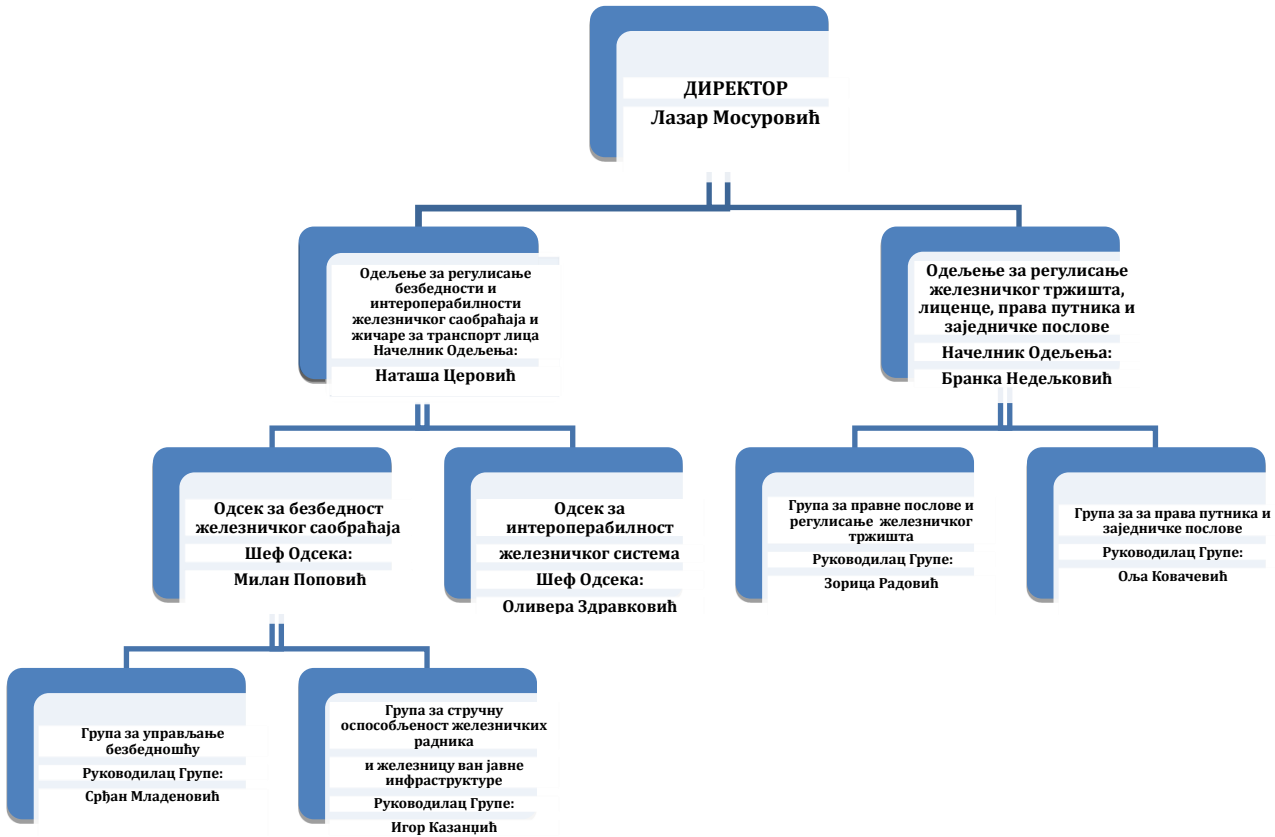 ДИРЕКТОР
Лазар Мосуровић
Одељење за регулисање
безбедности и
интероперабилности
железничког саобраћаја и
жичаре за транспорт лица
Начелник Одељења:
Наташа Церовић
Одељење за регулисање
железничког тржишта,
лиценце, права путника и
заједничке послове
Начелник Одељења:
Бранка Недељковић
Одсек за безбедност
железничког саобраћаја
Шеф Одсека:
Милан Поповић
Одсек за
интероперабилност
железничког система
Шеф Одсека:
Оливера Здравковић
Група за правне послове и
регулисање железничког
тржишта
Руководилац Групе:
Зорица Радовић
Група за за права путника и
заједничке послове
Руководилац Групе:
Оља Ковачевић
Група за управљање
безбедношћу
Руководилац Групе:
Срђан Младеновић
Група за стручну
оспособљеност железничких
радника
и железницу ван јавне
инфраструктуре
Руководилац Групе:
Игор Казанџић